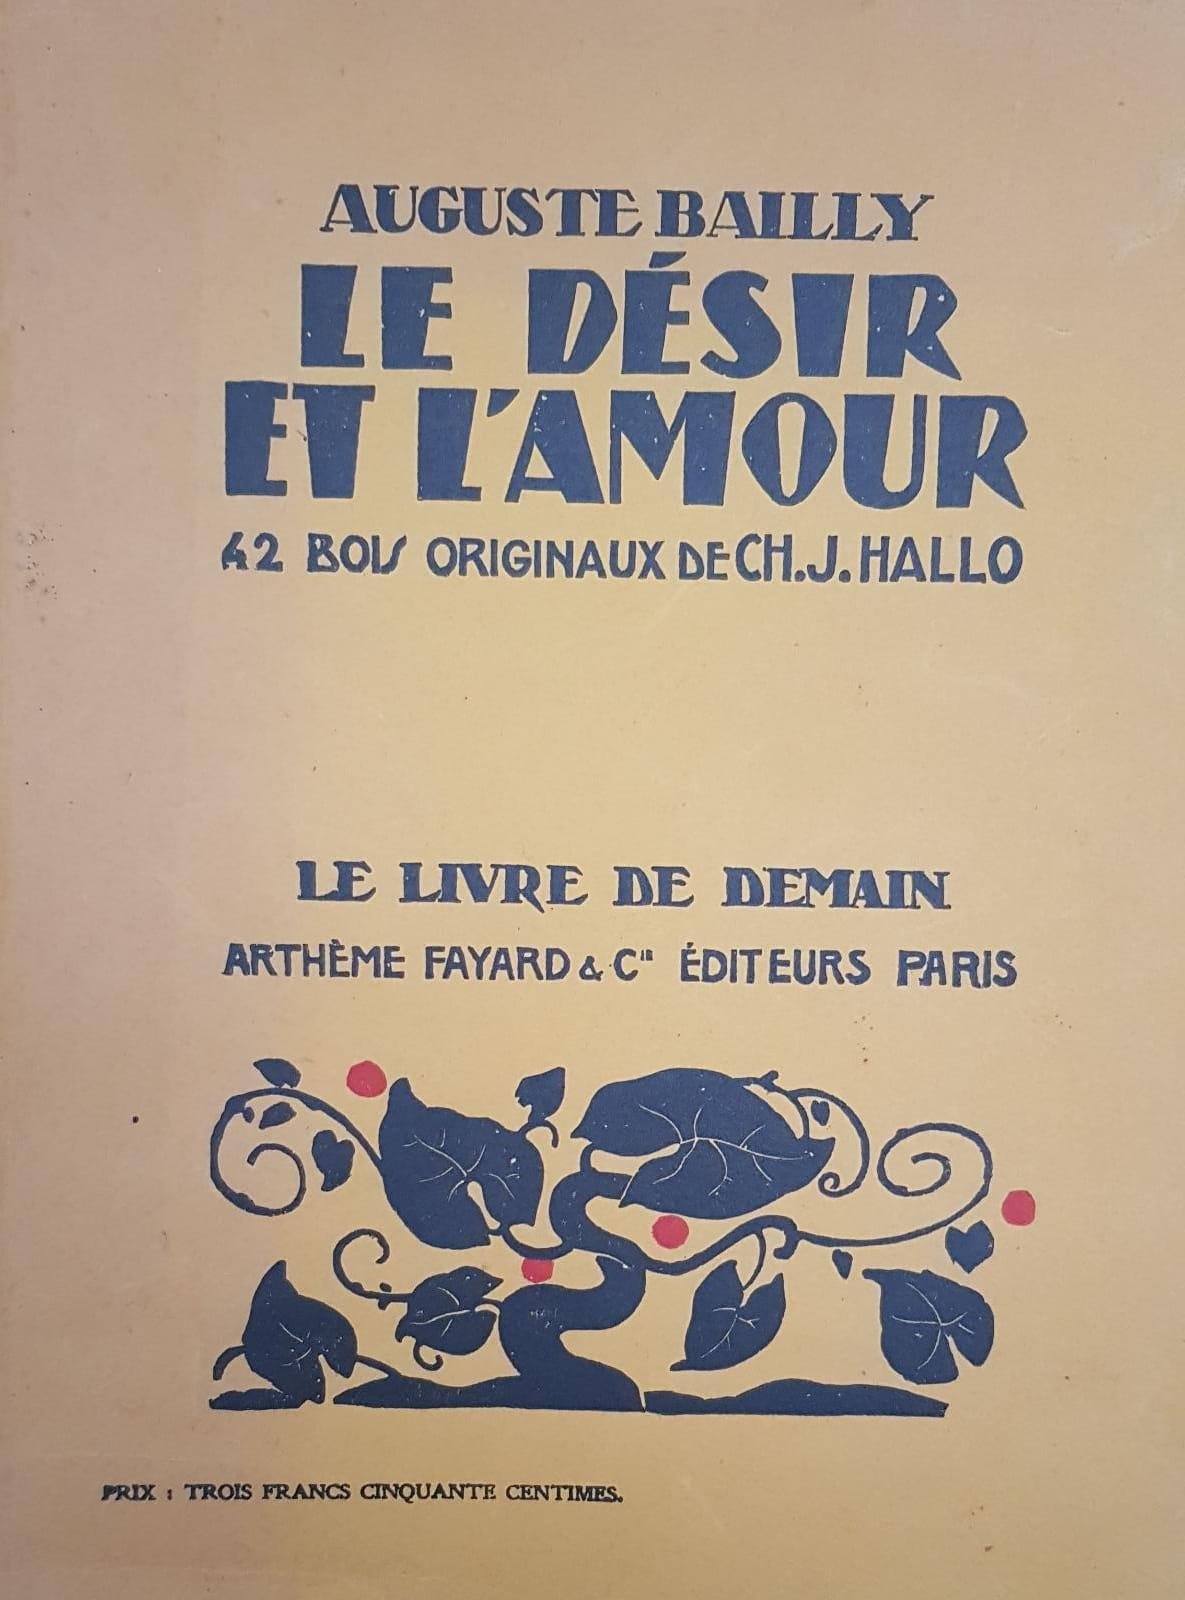 AUGUSTE BAILLY
LE DÉSIR
ET L'AMOUR
42 BOIS ORIGINAUX DE CH.J.HALLO
LE LIVRE DE DEMAIN
ARTHÈME FAYARD & Cie ÉDITEURS PARIS
PRIX : TROIS FRANCS CINQUANTE CENTIMES.